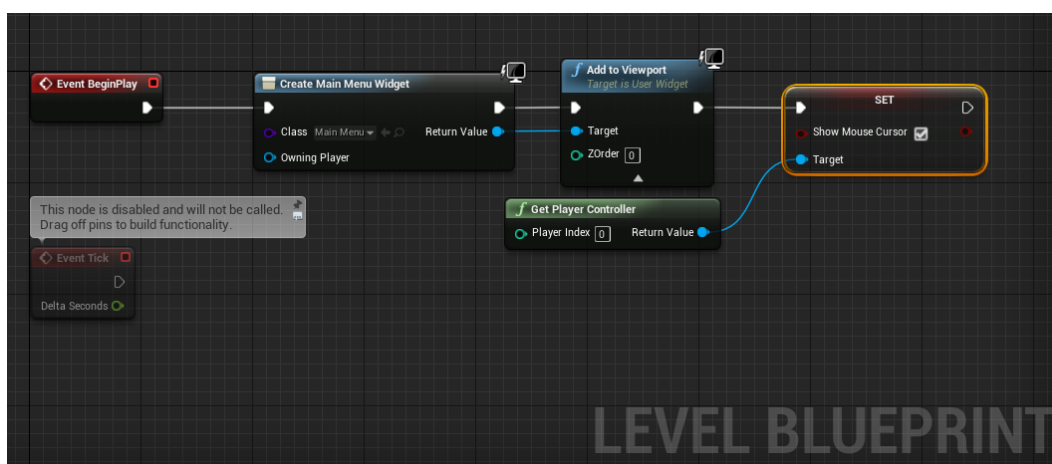 Event BeginPlay
Create Main Menu Widget
Class Main Menu Return Value
Owning Player
f Add to Viewport
Target is User Widget
Target
ZOrder 0
SET
Show Mouse Cursor
Target
f Get Player Controller
Player Index 0 Return Value
This node is disabled and will not be called.
Drag off pins to build functionality.
Event Tick
Delta Seconds
LEVEL BLUEPRINT